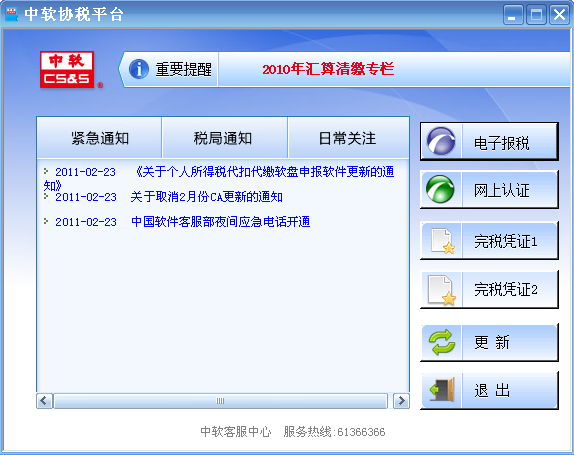 中软协税平台
中软
CS&S
®
重要提醒
2010年汇算清缴专栏
紧急通知 税局通知 日常关注
2011-02-23 《关于个人所得税代扣代缴软盘申报软件更新的通
知》
2011-02-23 关于取消2月份CA更新的通知
2011-02-23 中国软件客服部夜间应急电话开通
电子报税
网上认证
完税凭证1
完税凭证2
更 新
退 出
中软客服中心 服务热线:61366366